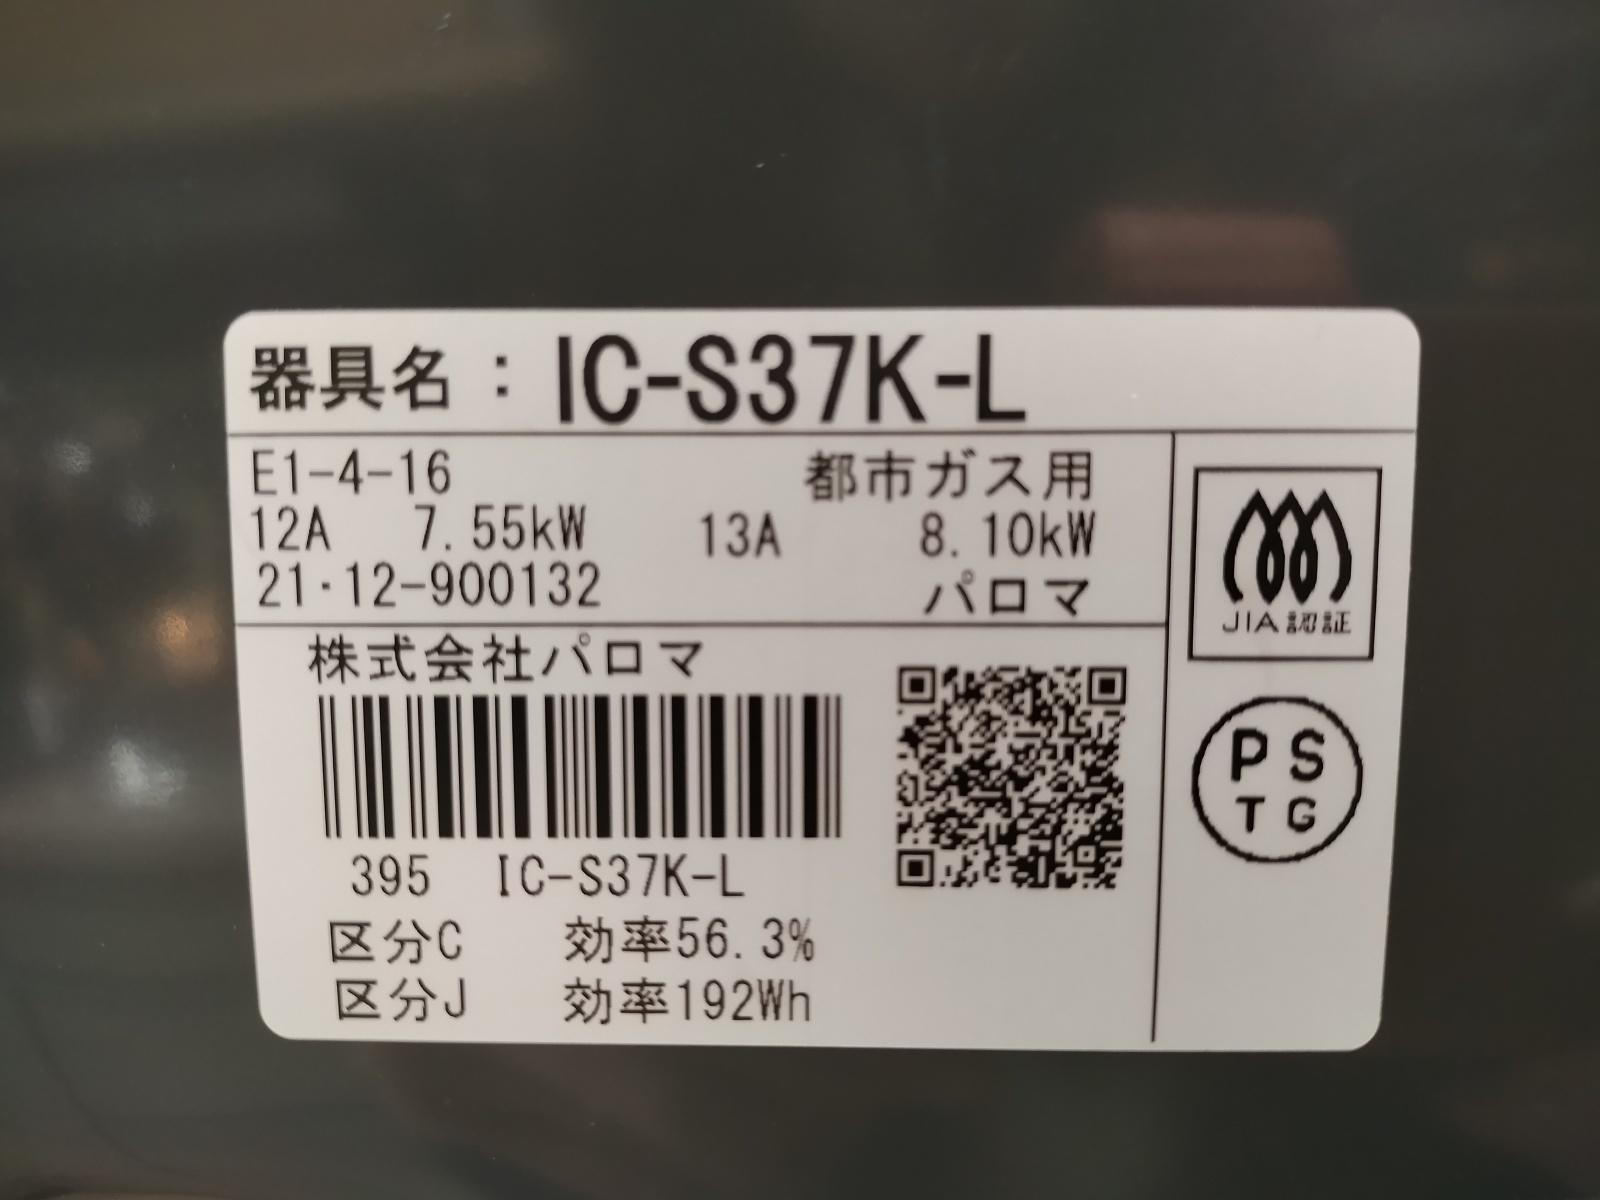 器具名：IC-S37K-L
E1-4-16 都市ガス用
12A 7.55kW 13A 8.10kW
21・12-900132 パロマ
JIA認証
株式会社パロマ
395 IC-S37K-L
区分C 効率56.3%
区分J 効率192Wh
PS
TG